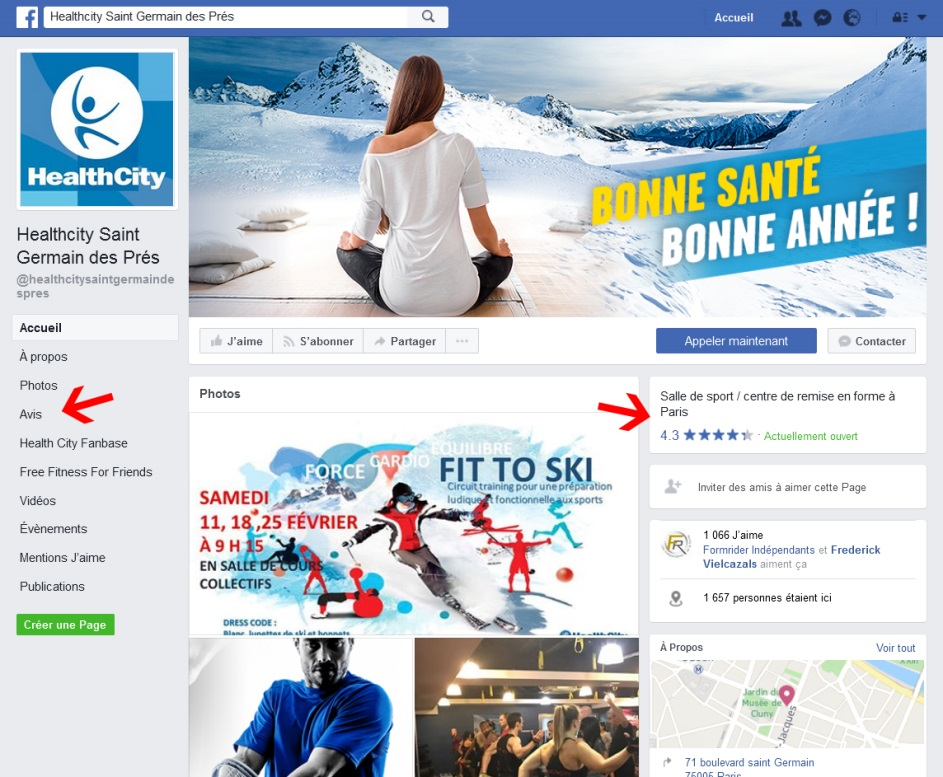 Healthcity Saint Germain des Prés
Accueil
HealthCity
BONNE SANTÉ
BONNE ANNÉE !
Healthcity Saint
Germain des Prés
@healthcitysaintgermainde
spres
Accueil
À propos
Photos
Avis
Health City Fanbase
Free Fitness For Friends
Vidéos
Évènements
Mentions J'aime
Publications
Créer une Page
J'aime
S'abonner
Partager
...
Appeler maintenant
Contacter
Photos
FORCE CARDIO EQUILIBRE
FIT TO SKI
Circuit training pour une préparation
ludique et fonctionnelle aux sports
SAMEDI
11, 18 ,25 FÉVRIER
À 9 H 15
EN SALLE DE COURS
COLLECTIFS
DRESS CODE :
Blanc, lunettes de ski et bonnets
HealthCity
Salle de sport / centre de remise en forme à
Paris
4.3 · Actuellement ouvert
Inviter des amis à aimer cette Page
1 066 J'aime
Formrider Indépendants et Frederick
Vielcazals aiment ça
1 657 personnes étaient ici
À Propos
Voir tout
Jardin du
Musée de
Cluny
Jacques
71 boulevard saint Germain
75005 Paris